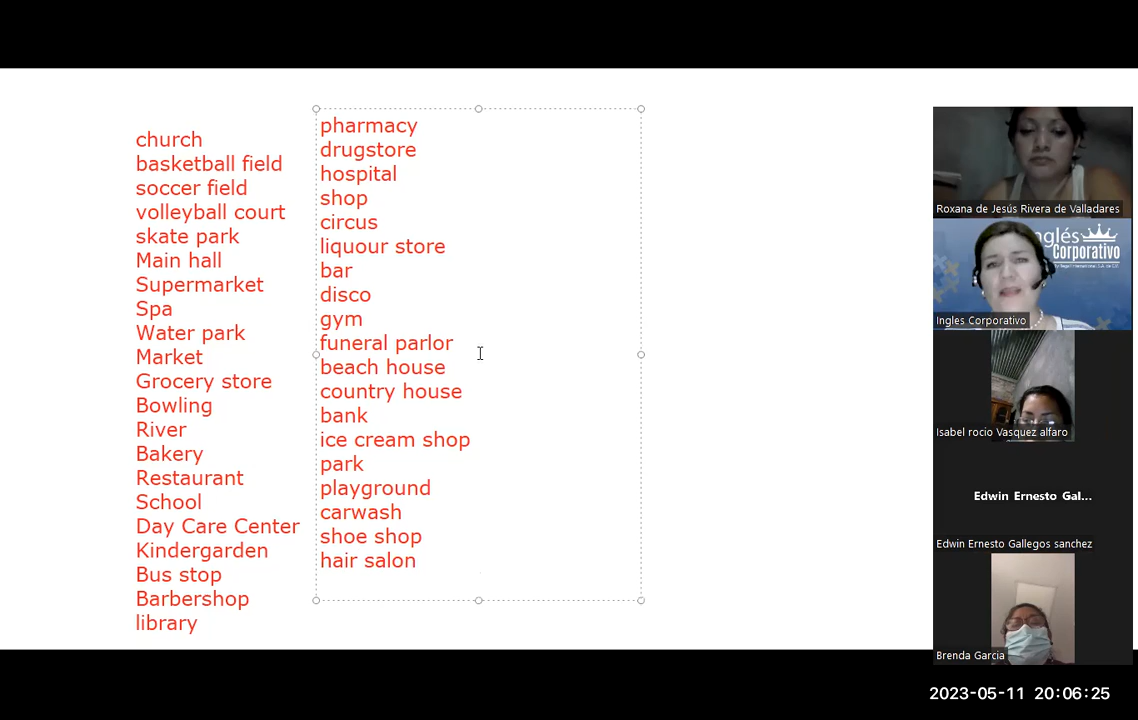 church
basketball field
soccer field
volleyball court
skate park
Main hall
Supermarket
Spa
Water park
Market
Grocery store
Bowling
River
Bakery
Restaurant
School
Day Care Center
Kindergarden
Bus stop
Barbershop
library
pharmacy
drugstore
hospital
shop
circus
liquour store
bar
disco
gym
funeral parlor
beach house
country house
bank
ice cream shop
park
playground
carwash
shoe shop
hair salon
Roxana de Jesús Rivera de Valladares
Inglés
Corporativo
Ingles Corporativo
Isabel rocio Vasquez alfaro
Edwin Ernesto Gal...
Edwin Ernesto Gallegos sanchez
Brenda Garcia
2023-05-11 20:06:25